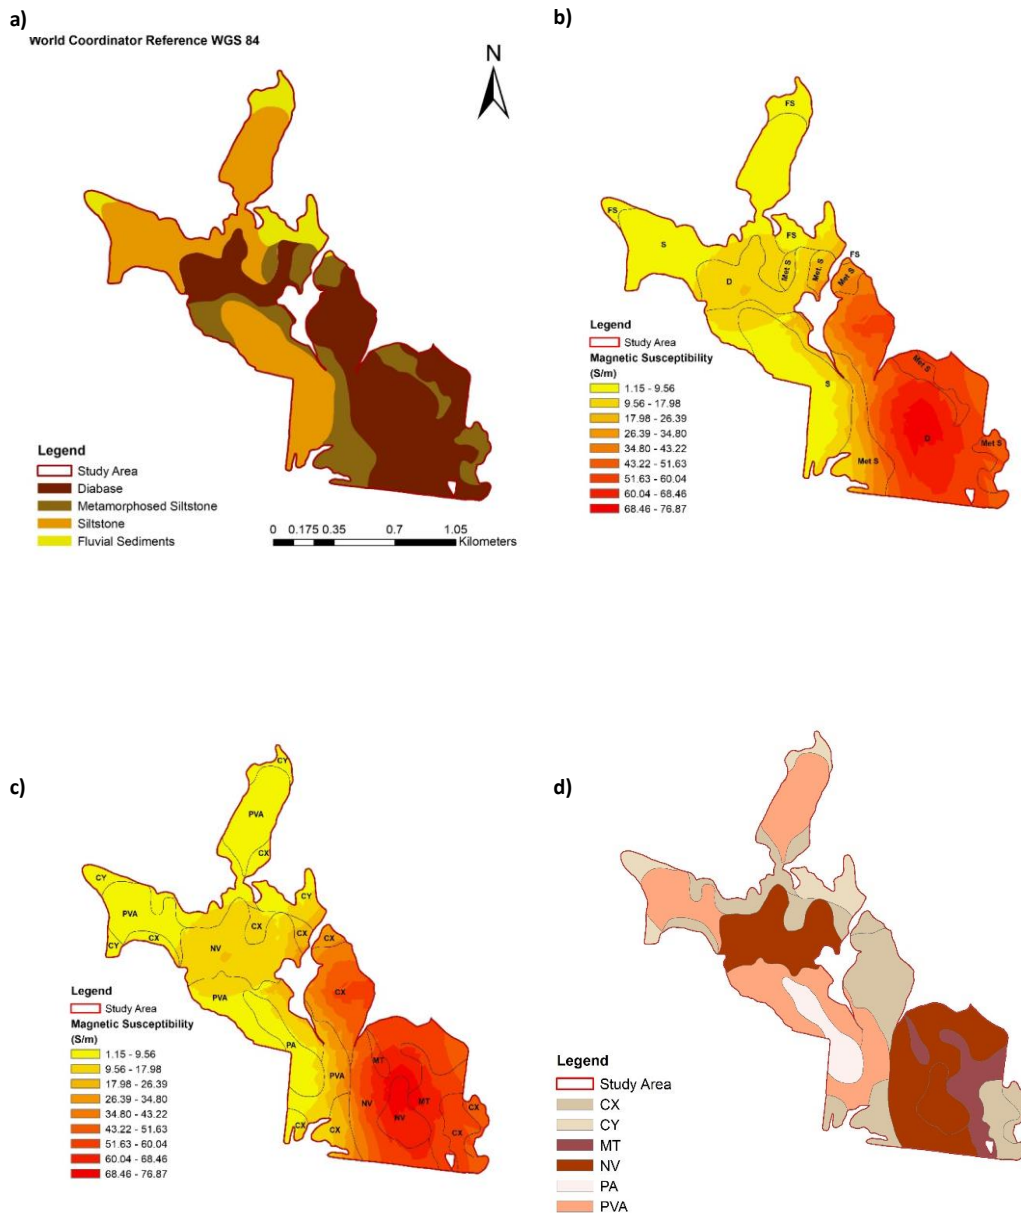 a)
World Coordinator Reference WGS 84
N
Legend
Study Area
Diabase
Metamorphosed Siltstone
Siltstone
Fluvial Sediments
0 0.175 0.35 0.7 1.05
Kilometers
b)
FS
FS
S
FS
FS
Met S
Met. S
Met S
D
Met S
S
D
Met S
Met S
Legend
Study Area
Magnetic Susceptibility
(S/m)
1.15 - 9.56
9.56 - 17.98
17.98 - 26.39
26.39 - 34.80
34.80 - 43.22
43.22 - 51.63
51.63 - 60.04
60.04 - 68.46
68.46 - 76.87
c)
CY
PVA
CX
CY
CY
PVA
CX
CX
CX
CY
CX
NV
CX
PVA
PA
MT
PVA
NV
MT
NV
CX
CX
CX
CX
Legend
Study Area
Magnetic Susceptibility
(S/m)
1.15 - 9.56
9.56 - 17.98
17.98 - 26.39
26.39 - 34.80
34.80 - 43.22
43.22 - 51.63
51.63 - 60.04
60.04 - 68.46
68.46 - 76.87
d)
Legend
Study Area
CX
CY
MT
NV
PA
PVA